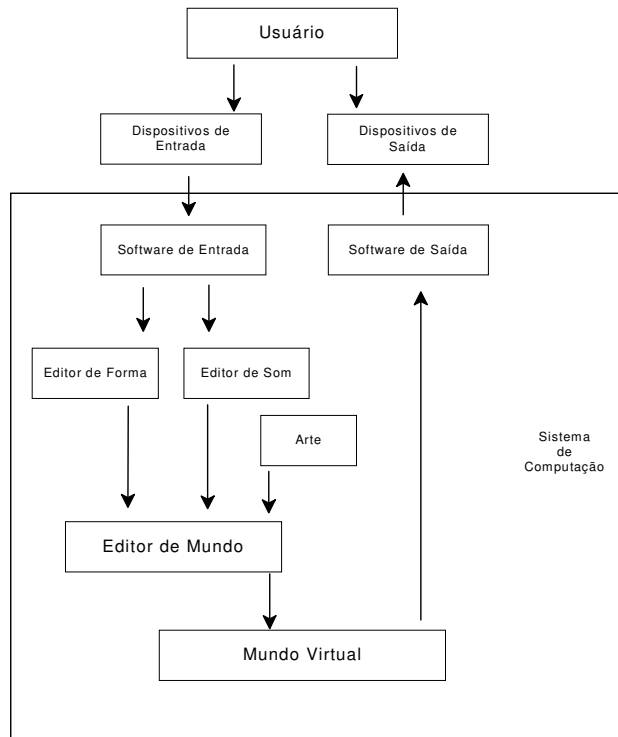 Usuário
Dispositivos de
Entrada
Dispositivos de
Saída
Software de Entrada
Software de Saída
Editor de Forma
Editor de Som
Arte
Sistema
de
Computação
Editor de Mundo
Mundo Virtual